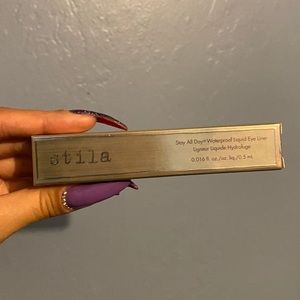 stila
Stay All Day® Waterproof Liquid Eye Liner
Ligneur Liquide Hydrofuge
0.016 fl. oz./oz. liq./0.5 mL